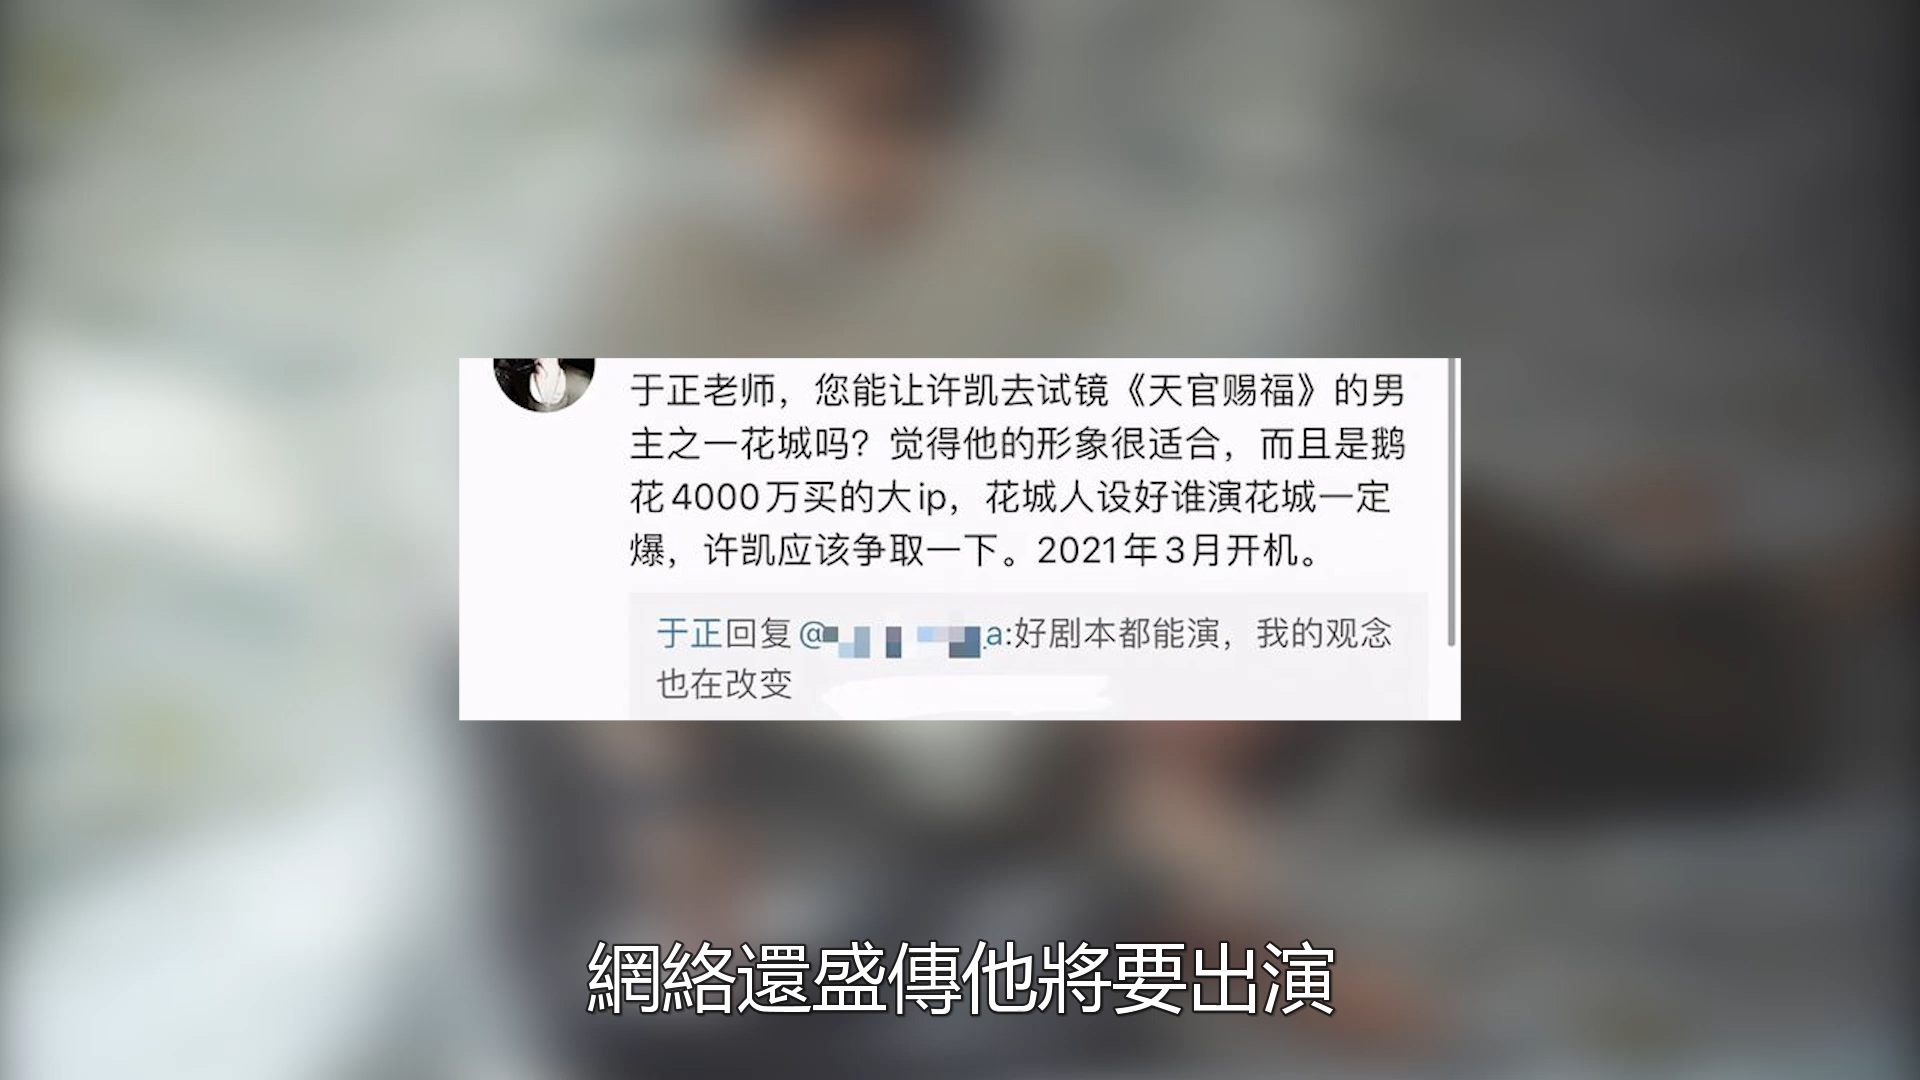 于正老师，您能让许凯去试镜《天官赐福》的男
主之一花城吗？觉得他的形象很适合，而且是鹅
花4000万买的大ip，花城人设好谁演花城一定
爆，许凯应该争取一下。2021年3月开机。
于正回复@ a:好剧本都能演，我的观念
也在改变
網絡還盛傳他將要出演